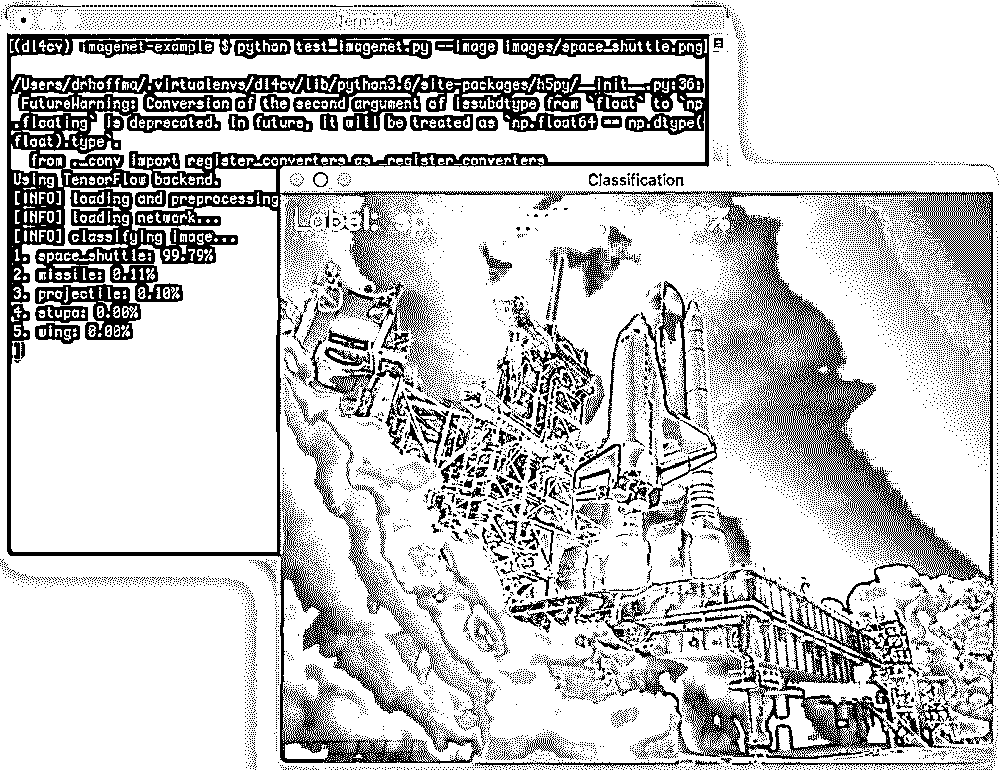 Terminal
(dl4cv) imagenet-example $ python test_imagenet.py --image images/space_shuttle.png
/Users/drhoffma/.virtualenvs/dl4cv/lib/python3.6/site-packages/h5py/__init__.py:36:
FutureWarning: Conversion of the second argument of issubdtype from `float` to `np
.floating` is deprecated. In future, it will be treated as `np.float64 == np.dtype(
float).type`.
from ._conv import register_converters as _register_converters
Using TensorFlow backend.
[INFO] loading and preprocessing
[INFO] loading network...
[INFO] classifying image...
1. space_shuttle: 99.79%
2. missile: 0.11%
3. projectile: 0.10%
4. stupa: 0.00%
5. wing: 0.00%
Classification
Label: